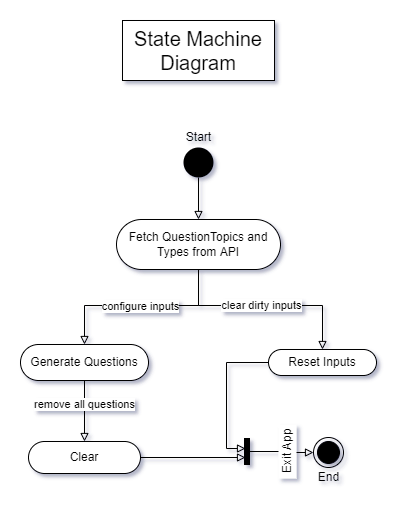 State Machine
Diagram
Start
Fetch QuestionTopics and
Types from API
configure inputs
clear dirty inputs
Generate Questions
Reset Inputs
remove all questions
Clear
Exit App
End